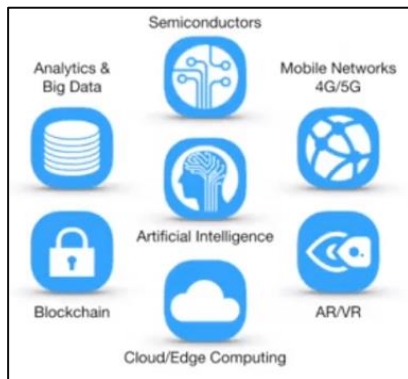 Semiconductors
Analytics &
Big Data
Mobile Networks
4G/5G
Artificial Intelligence
Blockchain
AR/VR
Cloud/Edge Computing